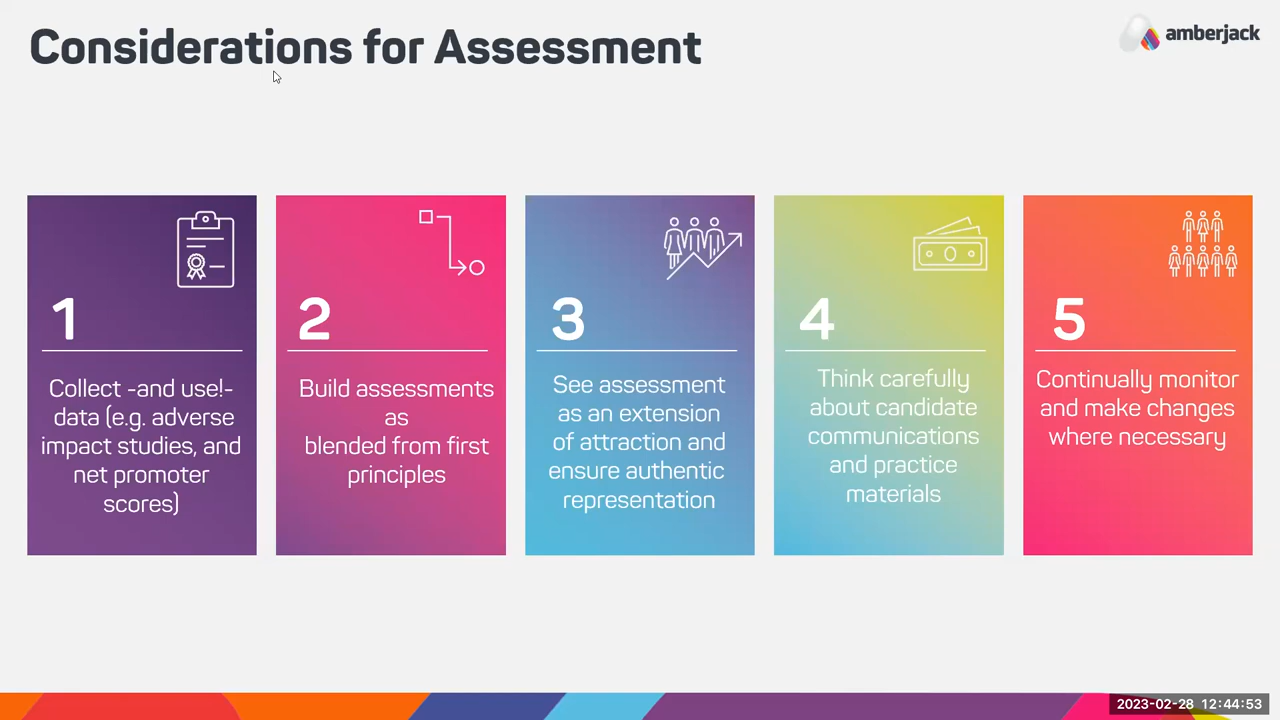 Considerations for Assessment
amberjack
1
Collect -and use!-
data (e.g. adverse
impact studies, and
net promoter
scores)
2
Build assessments
as
blended from first
principles
3
See assessment
as an extension
of attraction and
ensure authentic
representation
4
Think carefully
about candidate
communications
and practice
materials
5
Continually monitor
and make changes
where necessary
2023-02-28 12:44:53